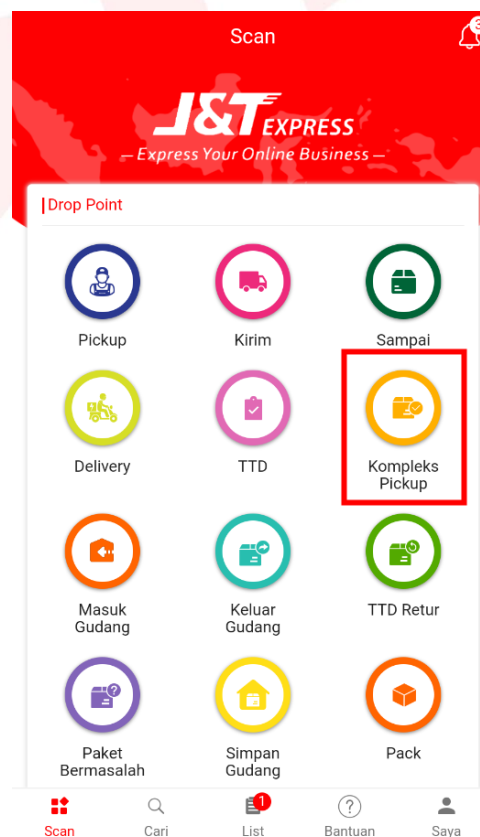 Scan
3
J&T EXPRESS
— Express Your Online Business —
Drop Point
Pickup
Kirim
Sampai
Delivery
TTD
Kompleks
Pickup
Masuk
Gudang
Keluar
Gudang
TTD Retur
Paket
Bermasalah
Simpan
Gudang
Pack
1
Scan
Cari
List
Bantuan
Saya